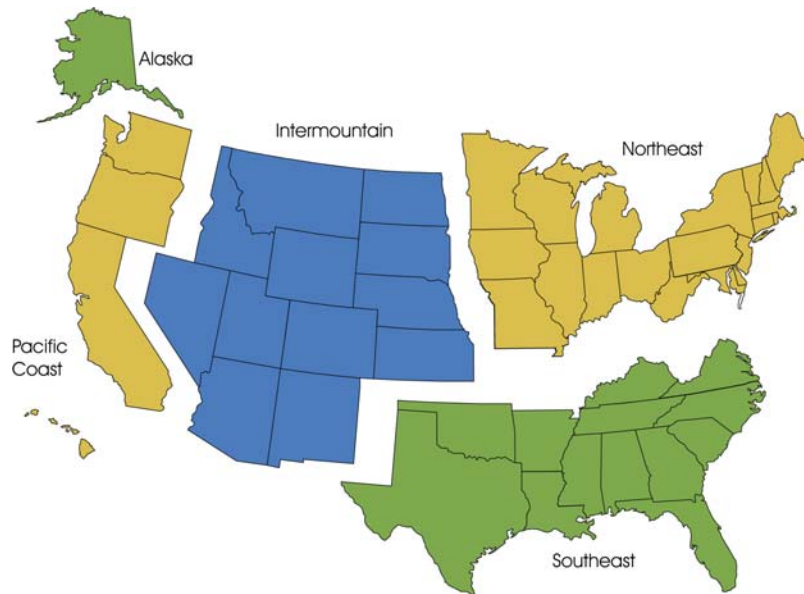 Alaska
Intermountain
Northeast
Pacific
Coast
Southeast